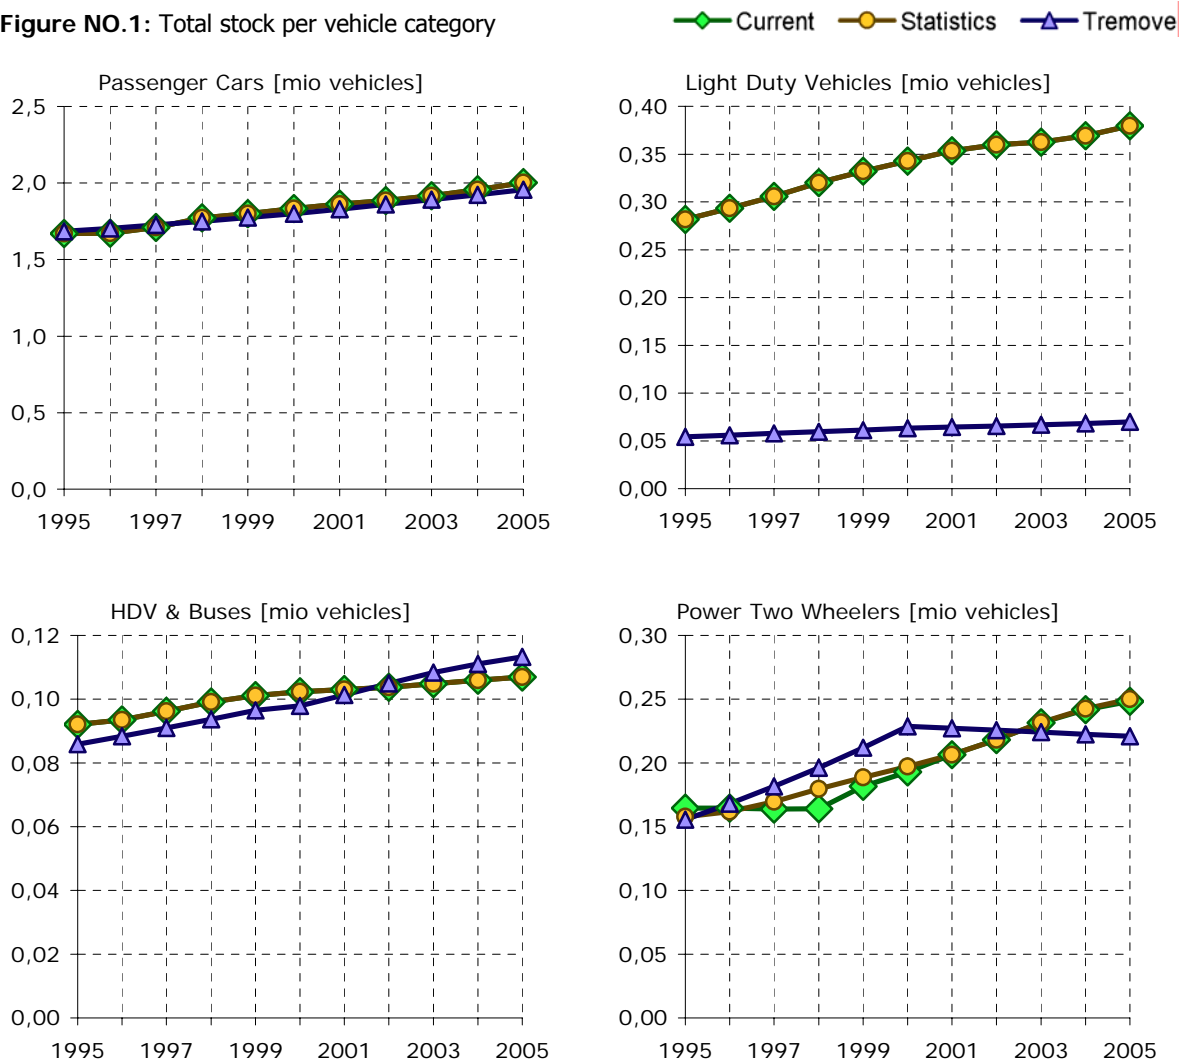 Figure NO.1: Total stock per vehicle category
Current Statistics Tremove
Passenger Cars [mio vehicles]
2,5
2,0
1,5
1,0
0,5
0,0
1995 1997 1999 2001 2003 2005
Light Duty Vehicles [mio vehicles]
0,40
0,35
0,30
0,25
0,20
0,15
0,10
0,05
0,00
1995 1997 1999 2001 2003 2005
HDV & Buses [mio vehicles]
0,12
0,10
0,08
0,06
0,04
0,02
0,00
1995 1997 1999 2001 2003 2005
Power Two Wheelers [mio vehicles]
0,30
0,25
0,20
0,15
0,10
0,05
0,00
1995 1997 1999 2001 2003 2005